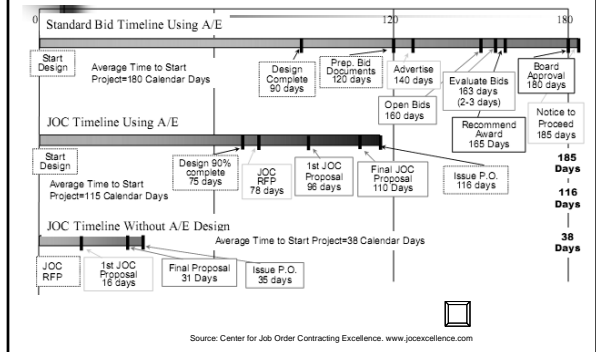 0
120
180
Standard Bid Timeline Using A/E
Start
Design
Average Time to Start
Project=180 Calendar Days
Design
Complete
90 days
Prep. Bid
Documents
120 days
Advertise
140 days
Open Bids
160 days
Evaluate Bids
163 days
(2-3 days)
Recommend
Award
165 Days
Board
Approval
180 days
Notice to
Proceed
185 days
JOC Timeline Using A/E
Start
Design
Average Time to Start
Project=115 Calendar Days
Design 90%
complete
75 days
JOC
RFP
78 days
1st JOC
Proposal
96 days
Final JOC
Proposal
110 Days
Issue P.O.
116 days
185
Days
116
Days
38
Days
JOC Timeline Without A/E Design
Average Time to Start Project=38 Calendar Days
JOC
RFP
1st JOC
Proposal
16 days
Final Proposal
31 Days
Issue P.O.
35 days
Source: Center for Job Order Contracting Excellence. www.jocexcellence.com